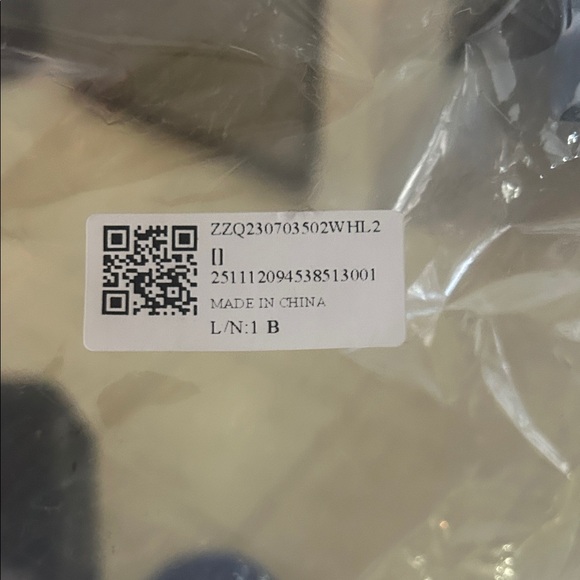 ZZQ230703502WHL2
[]
251112094538513001
MADE IN CHINA
L/N:1 B